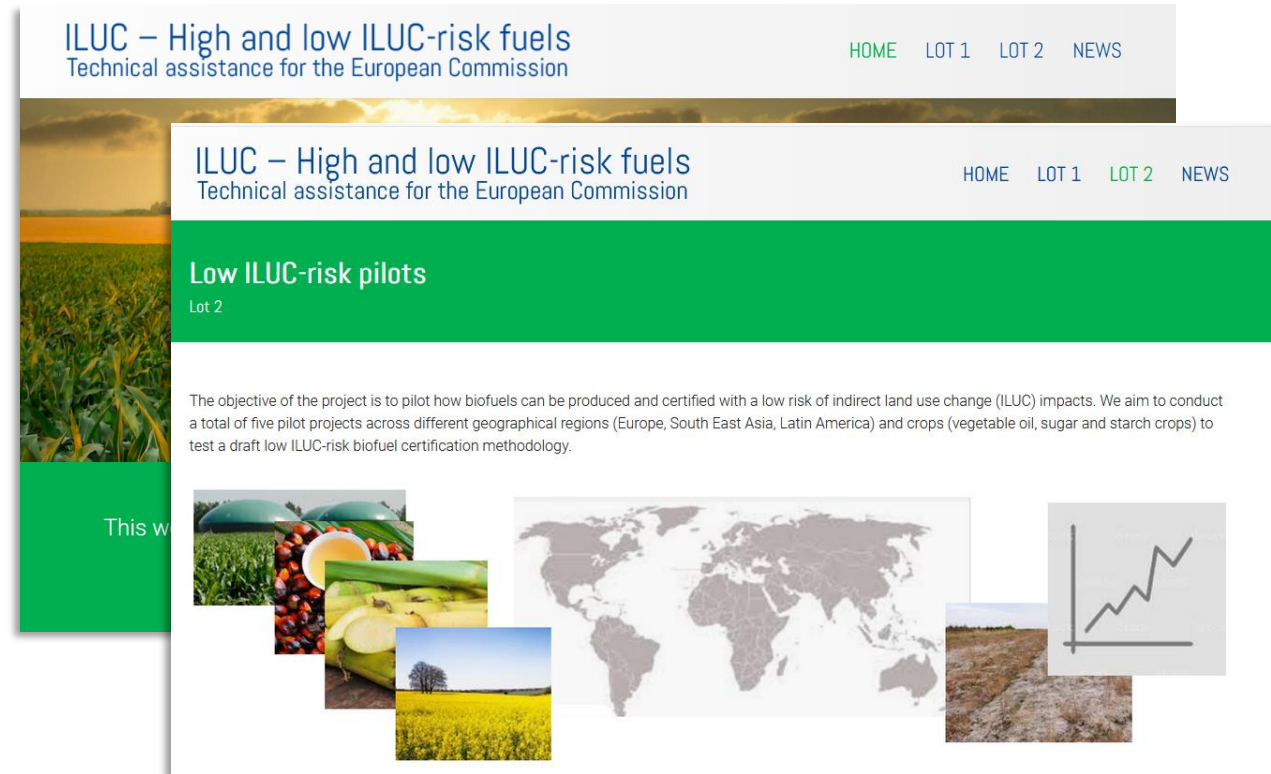 ILUC – High and low ILUC-risk fuels
Technical assistance for the European Commission
HOME LOT 1 LOT 2 NEWS
ILUC – High and low ILUC-risk fuels
Technical assistance for the European Commission
HOME LOT 1 LOT 2 NEWS
Low ILUC-risk pilots
Lot 2
The objective of the project is to pilot how biofuels can be produced and certified with a low risk of indirect land use change (ILUC) impacts. We aim to conduct
a total of five pilot projects across different geographical regions (Europe, South East Asia, Latin America) and crops (vegetable oil, sugar and starch crops) to
test a draft low ILUC-risk biofuel certification methodology.
This